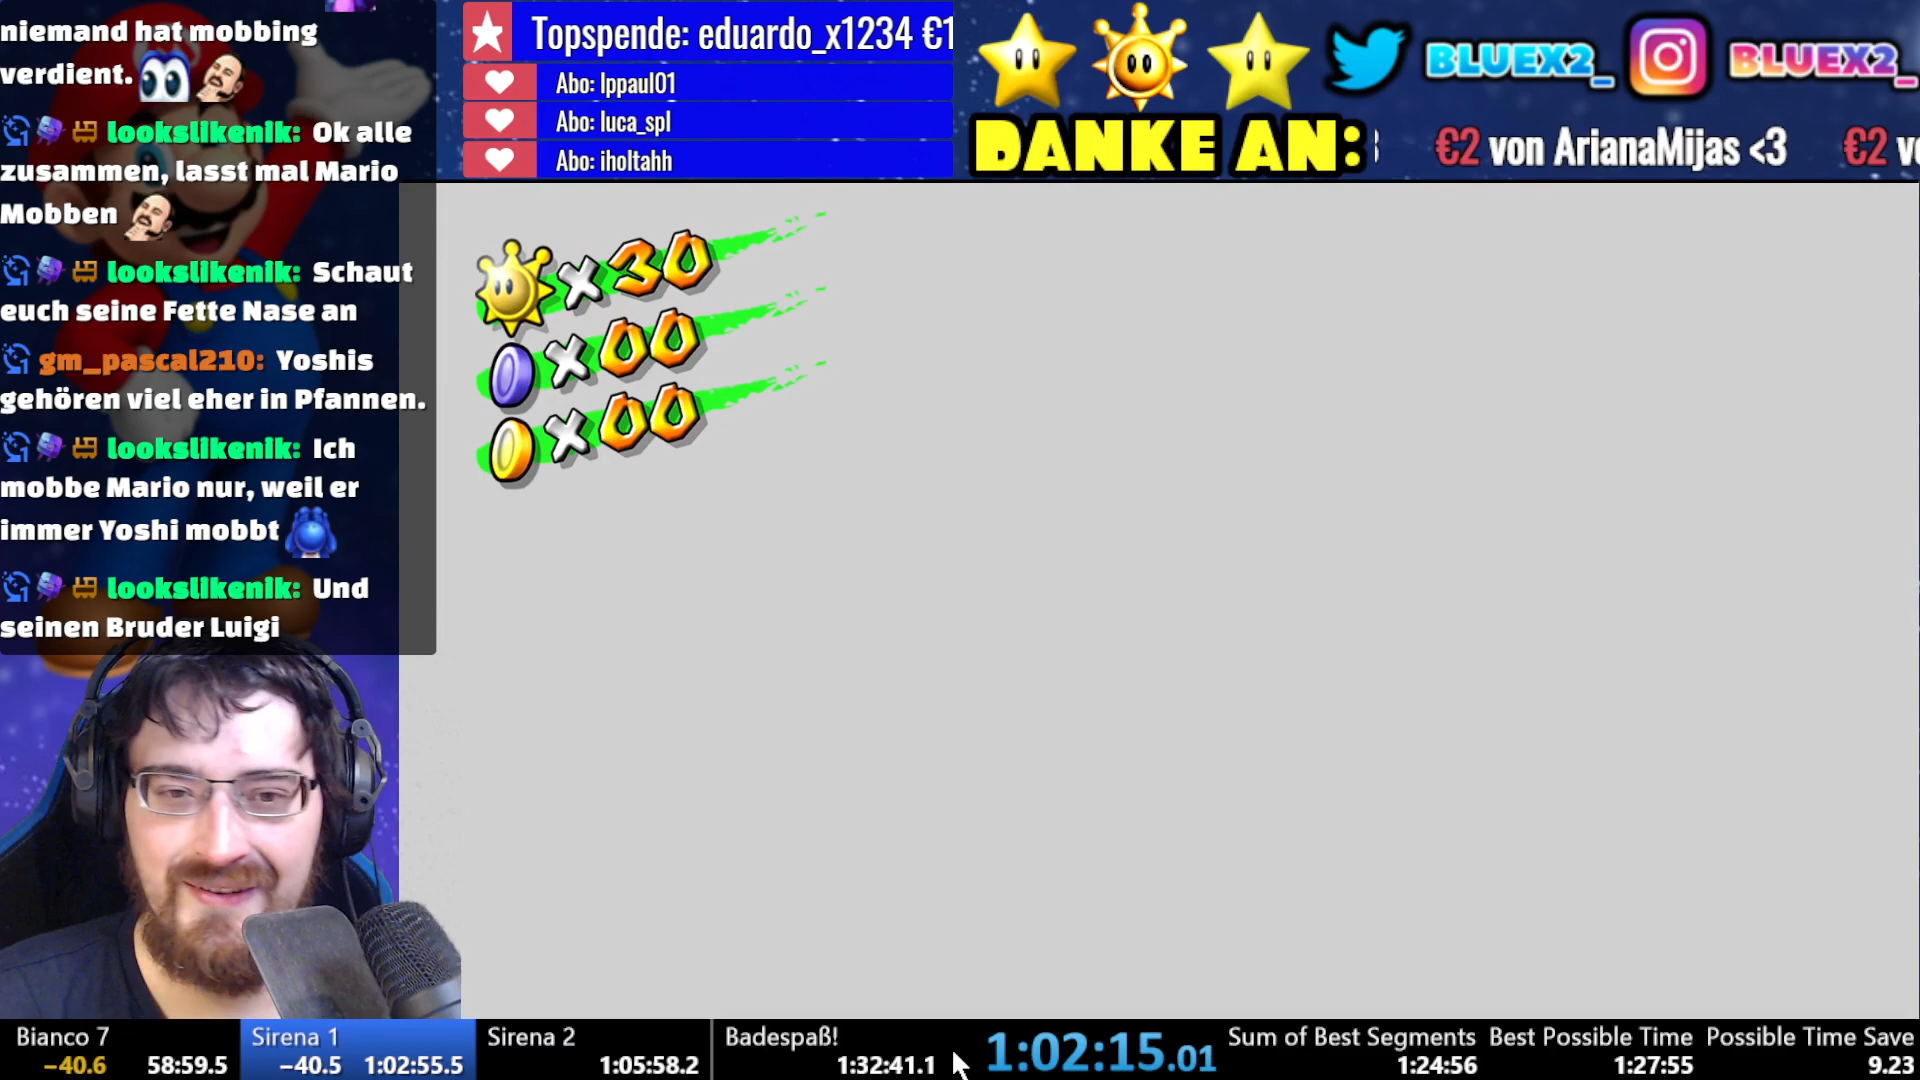 niemand hat mobbing
verdient.
lookslikenik: Ok alle
zusammen, lasst mal Mario
Mobben
lookslikenik: Schaut
euch seine Fette Nase an
gm_pascal210: Yoshis
gehören viel eher in Pfannen.
lookslikenik: Ich
mobbe Mario nur, weil er
immer Yoshi mobbt
lookslikenik: Und
seinen Bruder Luigi
Topspende: eduardo_x1234 €1
Abo: lppaul01
Abo: luca_spl
Abo: iholtahh
BLUEX2_
BLUEX2_
DANKE AN:
€2 von ArianaMijas <3
€2
x30
x00
x00
Bianco 7
−40.6 58:59.5
Sirena 1
−40.5 1:02:55.5
Sirena 2
1:05:58.2
Badespaß!
1:32:41.1
1:02:15.01
Sum of Best Segments
1:24:56
Best Possible Time
1:27:55
Possible Time Save
9.23